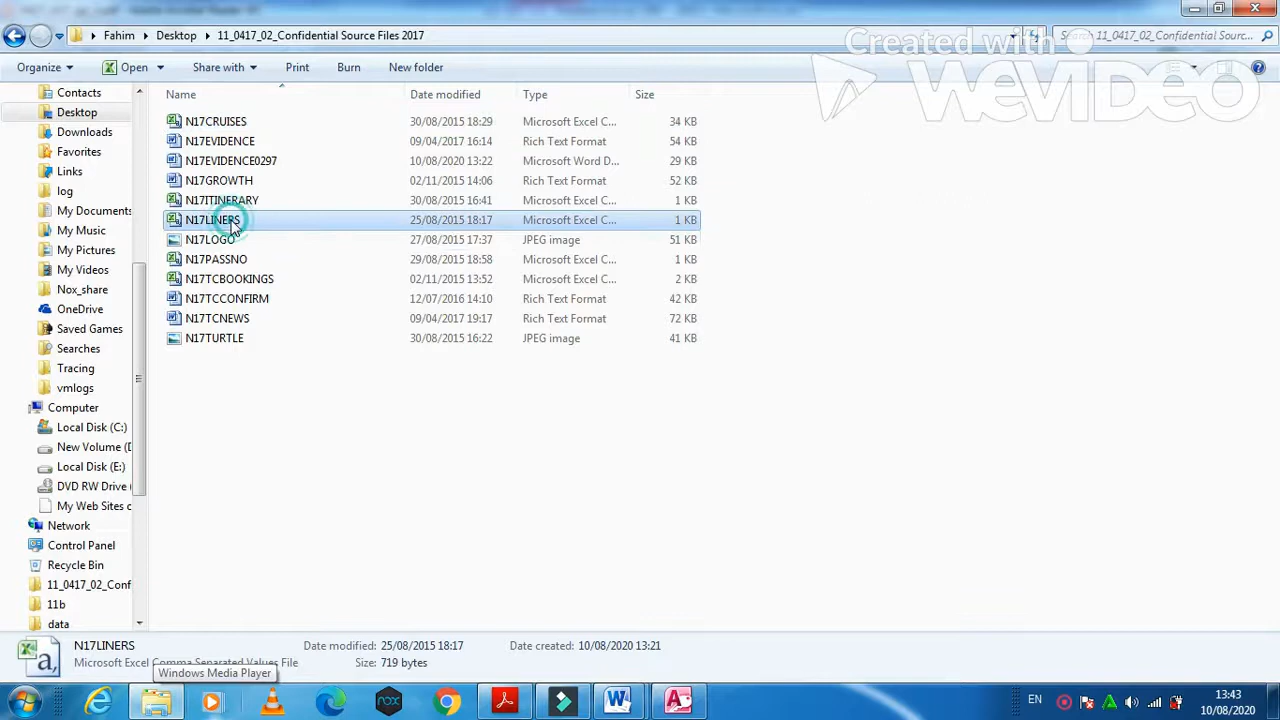 Fahim Desktop 11_0417_02_Confidential Source Files 2017 Search 11_0417_02_Confidential Sourc...
Created with
WEVIDEO
Organize Open Share with Print Burn New folder
Name Date modified Type Size
Contacts
Desktop
Downloads
Favorites
Links
log
My Documents
My Music
My Pictures
My Videos
Nox_share
OneDrive
Saved Games
Searches
Tracing
vmlogs
Computer
Local Disk (C:)
New Volume (D
Local Disk (E:)
DVD RW Drive (
My Web Sites o
Network
Control Panel
Recycle Bin
11_0417_02_Conf
11b
data
N17CRUISES 30/08/2015 18:29 Microsoft Excel C... 34 KB
N17EVIDENCE 09/04/2017 16:14 Rich Text Format 54 KB
N17EVIDENCE0297 10/08/2020 13:22 Microsoft Word D... 29 KB
N17GROWTH 02/11/2015 14:06 Rich Text Format 52 KB
N17ITINERARY 30/08/2015 16:41 Microsoft Excel C... 1 KB
N17LINERS 25/08/2015 18:17 Microsoft Excel C... 1 KB
N17LOGO 27/08/2015 17:37 JPEG image 51 KB
N17PASSNO 29/08/2015 18:58 Microsoft Excel C... 1 KB
N17TCBOOKINGS 02/11/2015 13:52 Microsoft Excel C... 2 KB
N17TCCONFIRM 12/07/2016 14:10 Rich Text Format 42 KB
N17TCNEWS 09/04/2017 19:17 Rich Text Format 72 KB
N17TURTLE 30/08/2015 16:22 JPEG image 41 KB
N17LINERS Date modified: 25/08/2015 18:17 Date created: 10/08/2020 13:21
Microsoft Excel Comma Separated Values File Size: 719 bytes
Windows Media Player
EN 13:43
10/08/2020